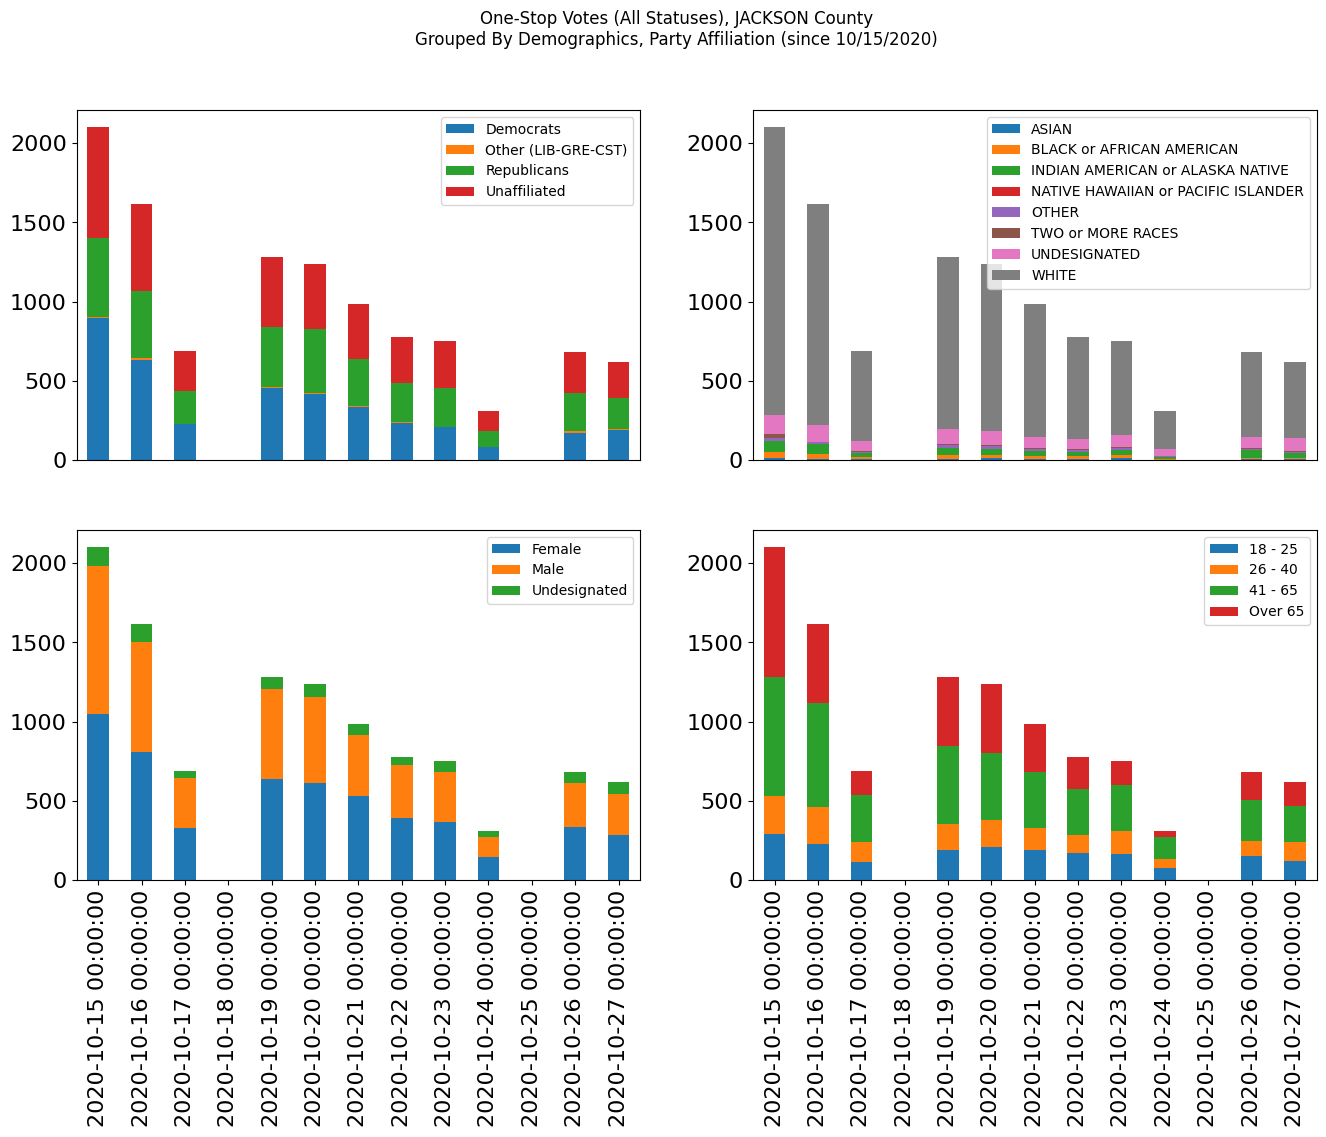 One-Stop Votes (All Statuses), JACKSON County
Grouped By Demographics, Party Affiliation (since 10/15/2020)
2000
1500
1000
500
0
Democrats
Other (LIB-GRE-CST)
Republicans
Unaffiliated
2000
1500
1000
500
0
ASIAN
BLACK or AFRICAN AMERICAN
INDIAN AMERICAN or ALASKA NATIVE
NATIVE HAWAIIAN or PACIFIC ISLANDER
OTHER
TWO or MORE RACES
UNDESIGNATED
WHITE
2000
1500
1000
500
0
Female
Male
Undesignated
2020-10-15 00:00:00
2020-10-16 00:00:00
2020-10-17 00:00:00
2020-10-18 00:00:00
2020-10-19 00:00:00
2020-10-20 00:00:00
2020-10-21 00:00:00
2020-10-22 00:00:00
2020-10-23 00:00:00
2020-10-24 00:00:00
2020-10-25 00:00:00
2020-10-26 00:00:00
2020-10-27 00:00:00
2000
1500
1000
500
0
18 - 25
26 - 40
41 - 65
Over 65
2020-10-15 00:00:00
2020-10-16 00:00:00
2020-10-17 00:00:00
2020-10-18 00:00:00
2020-10-19 00:00:00
2020-10-20 00:00:00
2020-10-21 00:00:00
2020-10-22 00:00:00
2020-10-23 00:00:00
2020-10-24 00:00:00
2020-10-25 00:00:00
2020-10-26 00:00:00
2020-10-27 00:00:00